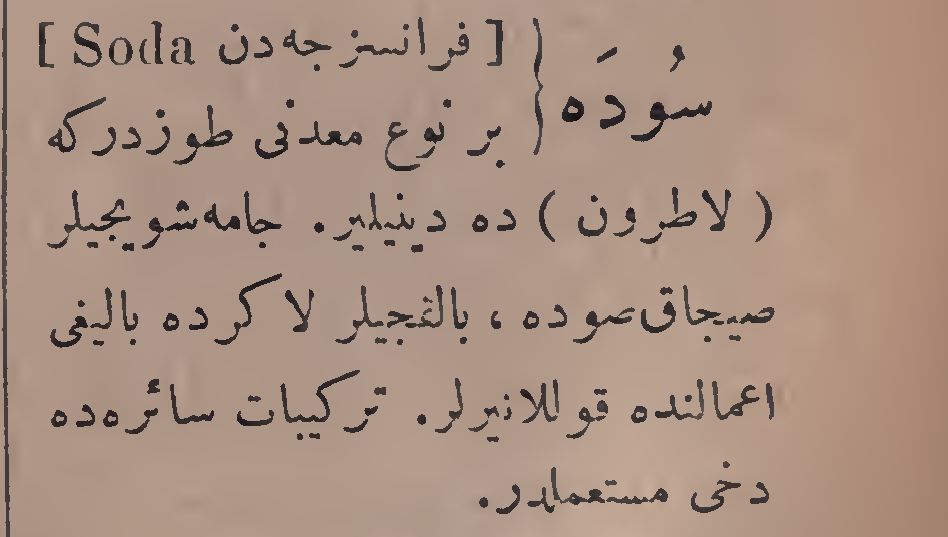 سُودَه { [ فرانسزجه‌دن Soda ]
بر نوع معدنی طوزدرکه
( لاطرون ) ده دینیلیر. جامه‌شویجیلر
صیجاق‌صوده ، بالقجیلر لا کرده بالیغی
اعمالنده قوللانیرلر. ترکیبات سائره‌ده
دخی مستعملدر.